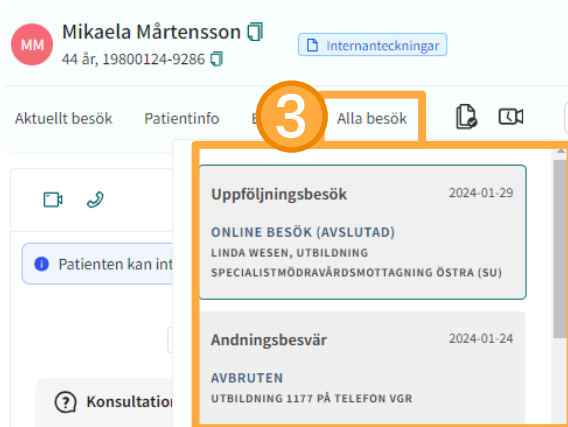 MM
Mikaela Mårtensson
44 år, 19800124-9286
Internanteckningar
Aktuellt besök
Patientinfo
3
Alla besök
Uppföljningsbesök
2024-01-29
ONLINE BESÖK (AVSLUTAD)
LINDA WESEN, UTBILDNING
SPECIALISTMÖDRAVÅRDSMOTTAGNING ÖSTRA (SU)
Patienten kan int
Andningsbesvär
2024-01-24
AVBRUTEN
UTBILDNING 1177 PÅ TELEFON VGR
Konsultation